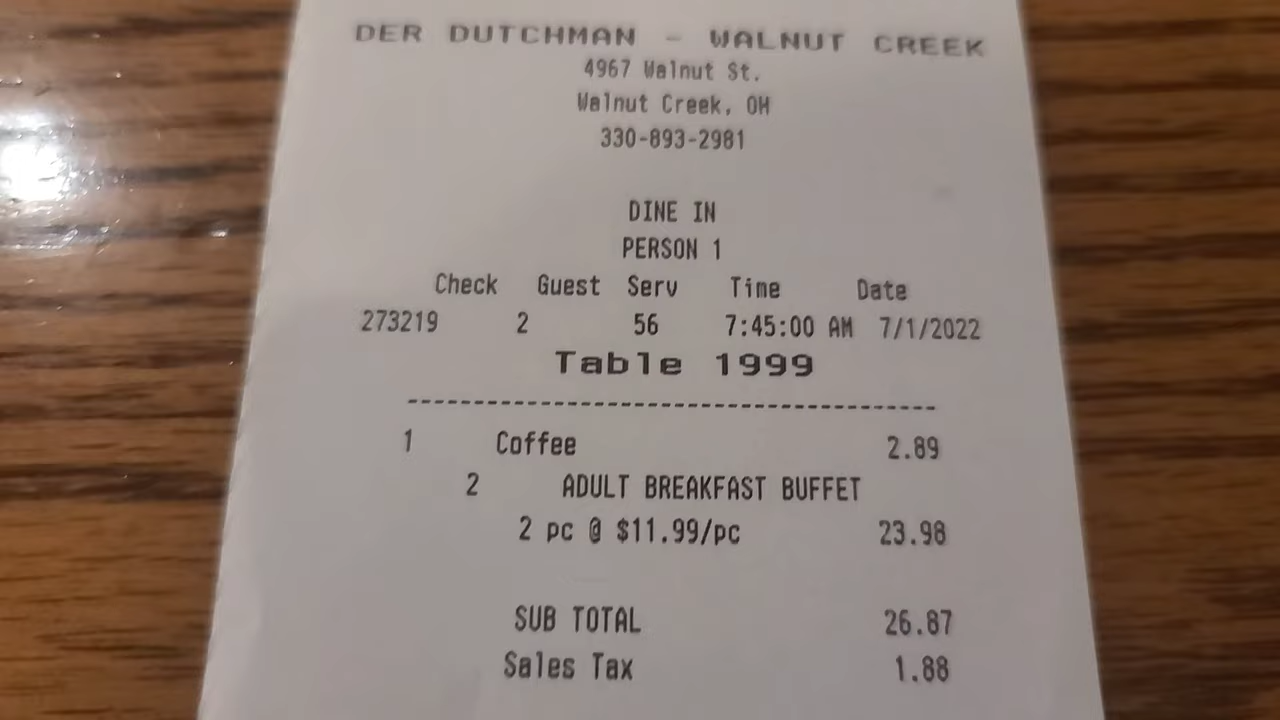 DER DUTCHMAN - WALNUT CREEK
4967 Walnut St.
Walnut Creek, OH
330-893-2981
DINE IN
PERSON 1
Check Guest Serv Time Date
273219 2 56 7:45:00 AM 7/1/2022
Table 1999
----------------------------------------
1 Coffee 2.89
2 ADULT BREAKFAST BUFFET
2 pc @ $11.99/pc 23.98
SUB TOTAL 26.87
Sales Tax 1.88